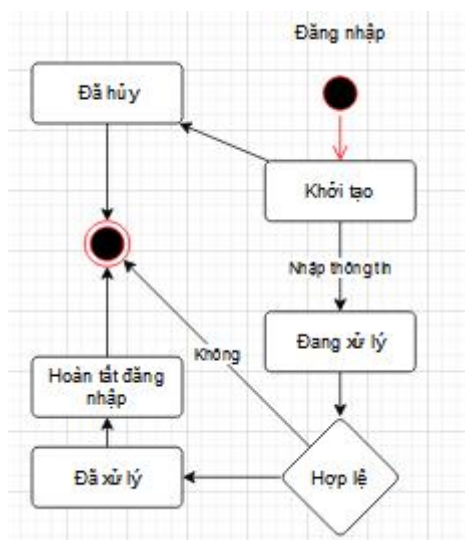 Đăng nhập
Đã hủy
Khởi tạo
Nhập thông tin
Đang xử lý
Không
Hoàn tất đăng
nhập
Đã xử lý
Hợp lệ